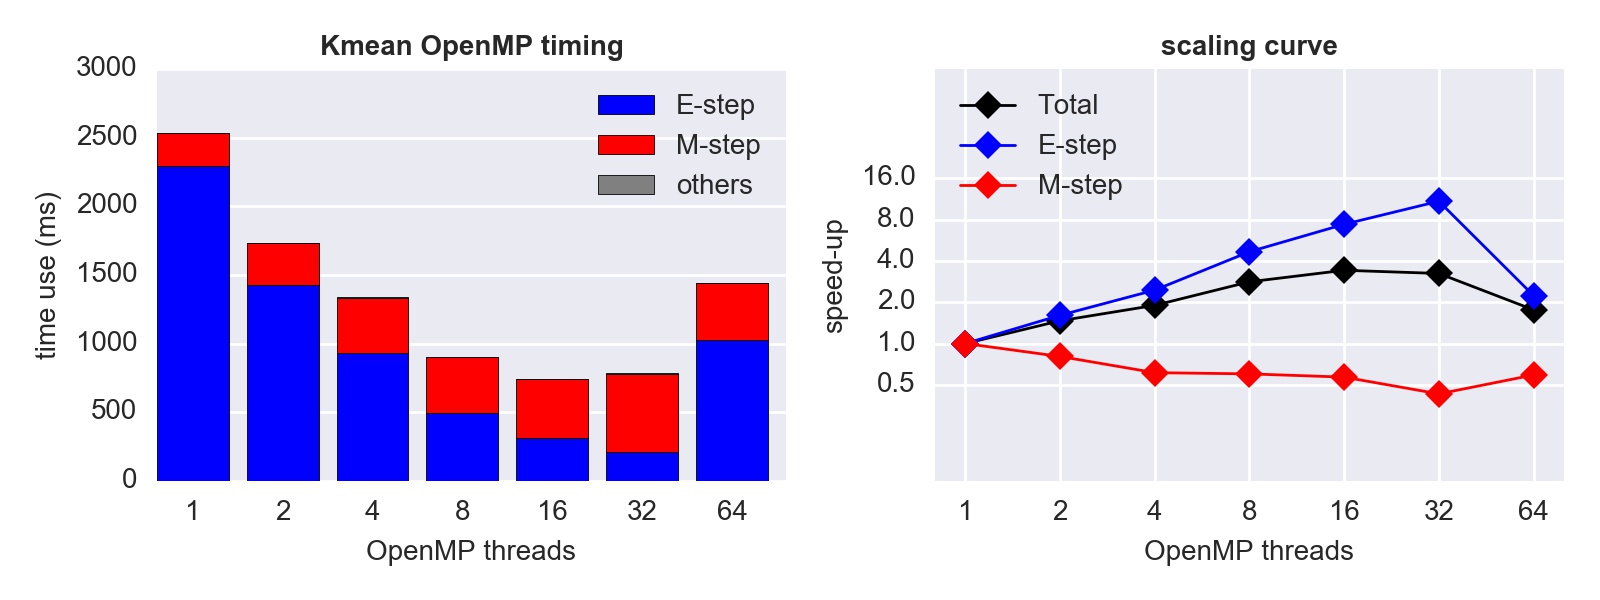 Kmean OpenMP timing
3000
2500
2000
1500
1000
500
0
time use (ms)
E-step
M-step
others
1 2 4 8 16 32 64
OpenMP threads
scaling curve
Total
E-step
M-step
16.0
8.0
4.0
2.0
1.0
0.5
speed-up
1 2 4 8 16 32 64
OpenMP threads